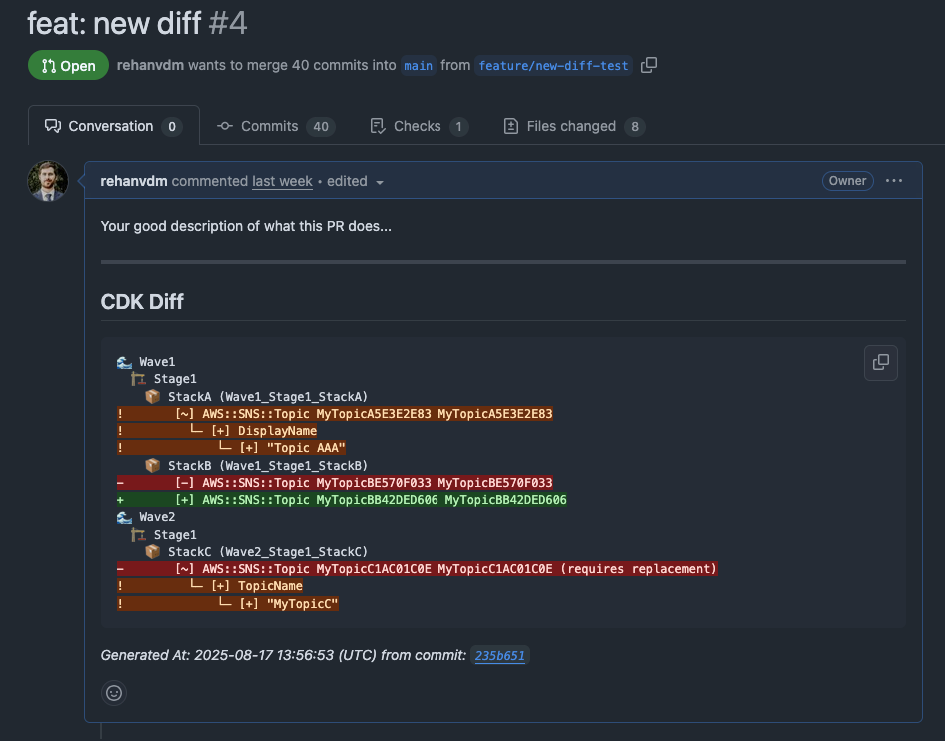 feat: new diff #4
Open rehanvdm wants to merge 40 commits into main from feature/new-diff-test
Conversation 0 Commits 40 Checks 1 Files changed 8
rehanvdm commented last week • edited Owner
Your good description of what this PR does...
CDK Diff
Wave1
Stage1
StackA (Wave1_Stage1_StackA)
! [~] AWS::SNS::Topic MyTopicA5E3E2E83 MyTopicA5E3E2E83
! └─ [+] DisplayName
! └─ [+] "Topic AAA"
StackB (Wave1_Stage1_StackB)
- [-] AWS::SNS::Topic MyTopicBE570F033 MyTopicBE570F033
+ [+] AWS::SNS::Topic MyTopicBB42DED606 MyTopicBB42DED606
Wave2
Stage1
StackC (Wave2_Stage1_StackC)
- [~] AWS::SNS::Topic MyTopicC1AC01C0E MyTopicC1AC01C0E (requires replacement)
! └─ [+] TopicName
! └─ [+] "MyTopicC"
Generated At: 2025-08-17 13:56:53 (UTC) from commit: 235b651